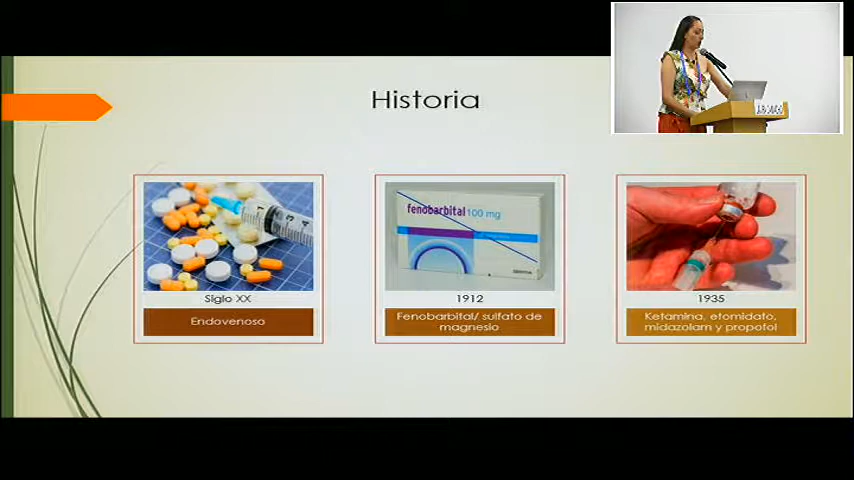 Historia
fenobarbital 100 mg
Siglo XX
1912
1935
Endovenoso
Fenobarbital/ sulfato de
magnesio
Ketamina, etomidato,
midazolam y propofol